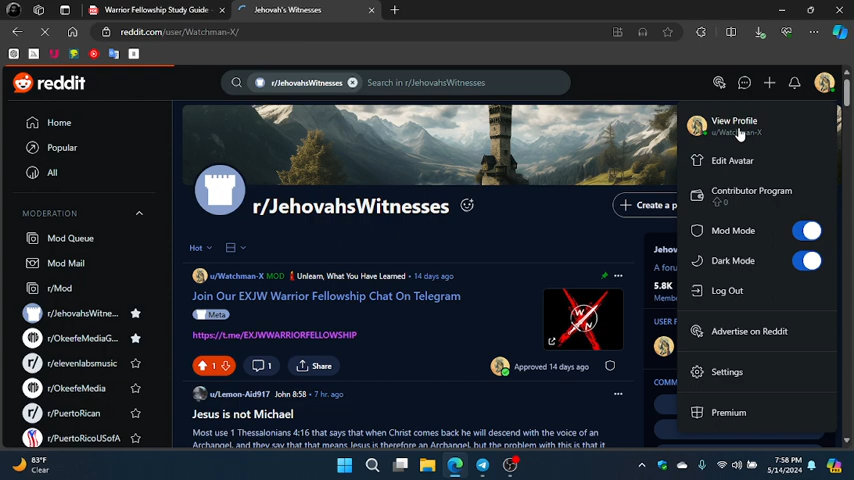 Warrior Fellowship Study Guide -
Jehovah's Witnesses
reddit.com/user/Watchman-X/
reddit
r/JehovahsWitnesses
Search in r/JehovahsWitnesses
Home
Popular
All
MODERATION
Mod Queue
Mod Mail
r/Mod
r/JehovahsWitne...
r/OkeefeMediaG...
r/elevenlabsmusic
r/OkeefeMedia
r/PuertoRican
r/PuertoRicoUSofA
r/JehovahsWitnesses
Create a p
Hot
u/Watchman-X MOD Unlearn, What You Have Learned • 14 days ago
Join Our EXJW Warrior Fellowship Chat On Telegram
Meta
https://t.me/EXJWWARRIORFELLOWSHIP
1
1
Share
Approved 14 days ago
u/Lemon-Aid917 John 8:58 • 7 hr. ago
Jesus is not Michael
Most use 1 Thessalonians 4:16 that says that when Christ comes back he will descend with the voice of an
Archangel, and they say that that means Jesus is therefore an Archangel, but the problem with this is that
Jehov
A foru
5.8K
Membe
USER F
COMM
View Profile
u/Watchman-X
Edit Avatar
Contributor Program
0
Mod Mode
Dark Mode
Log Out
Advertise on Reddit
Settings
Premium
83°F
Clear
7:58 PM
5/14/2024